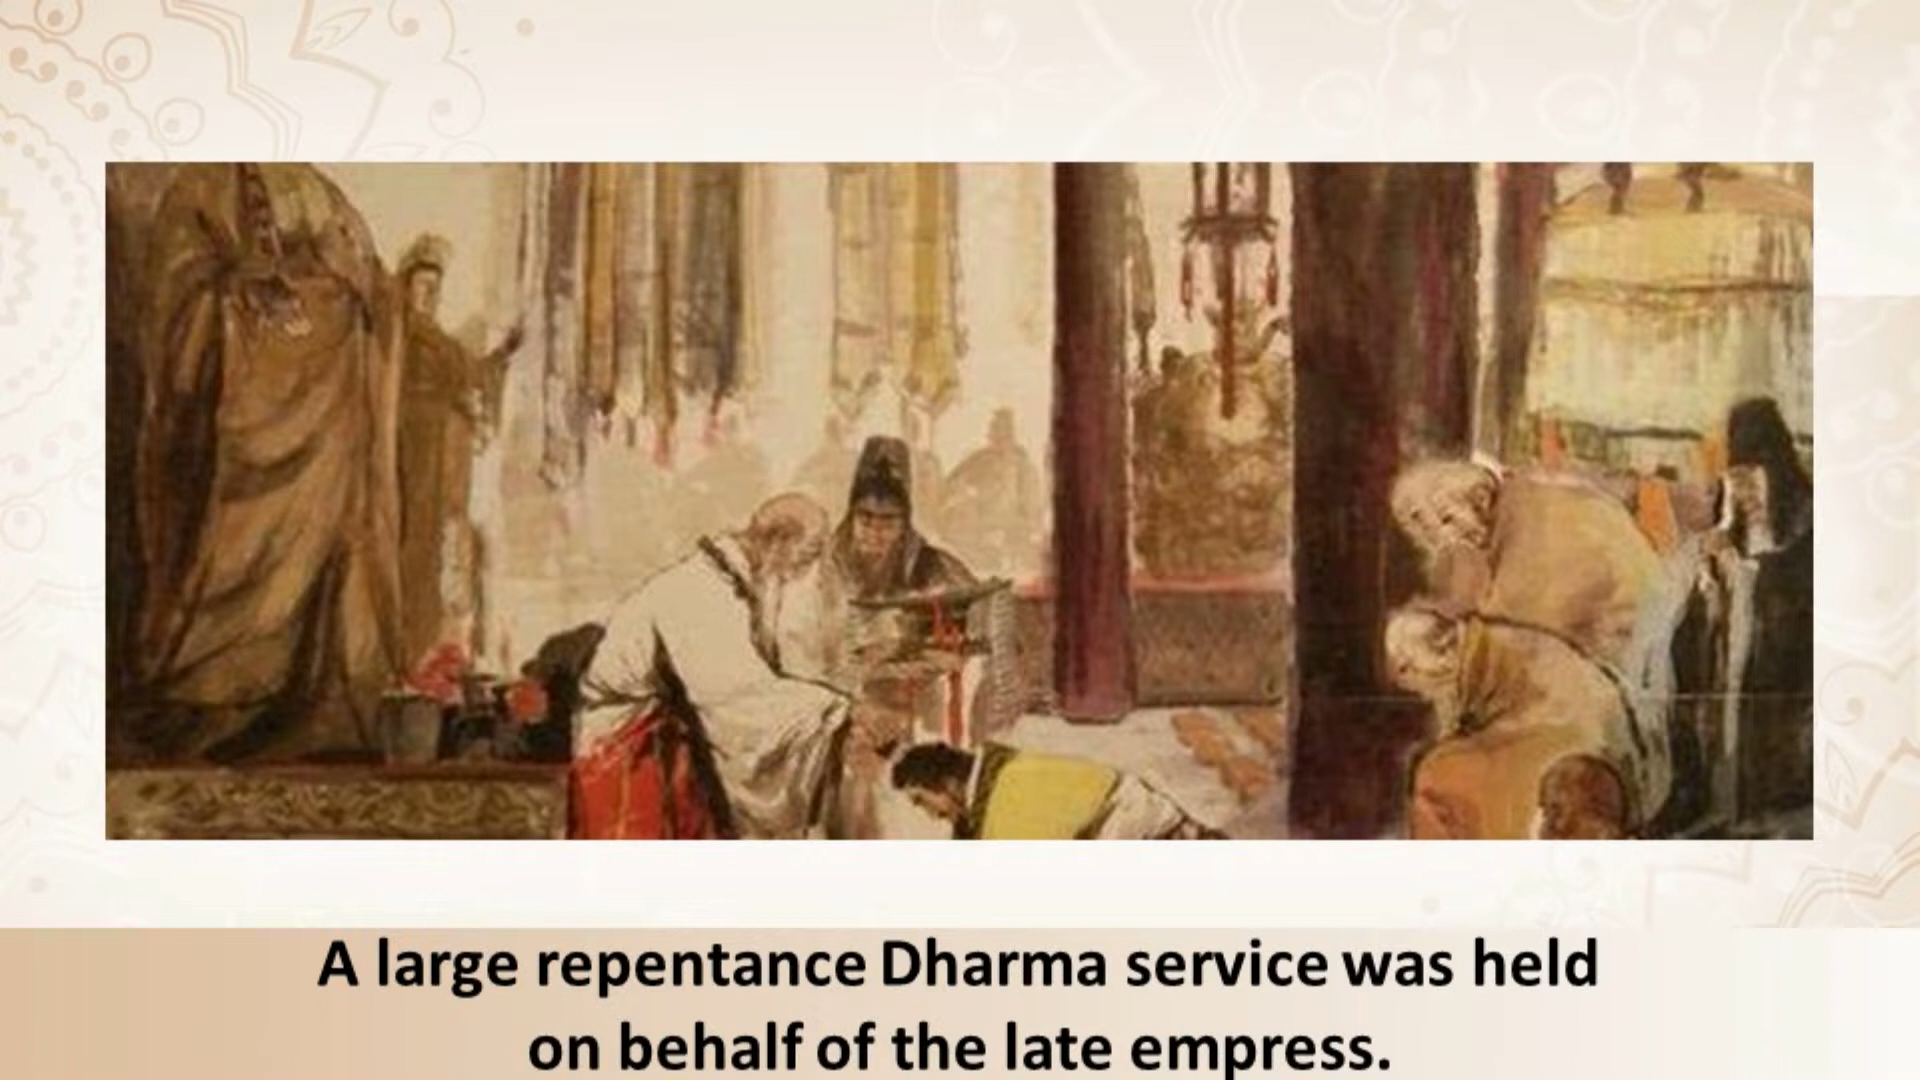 A large repentance Dharma service was held
on behalf of the late empress.